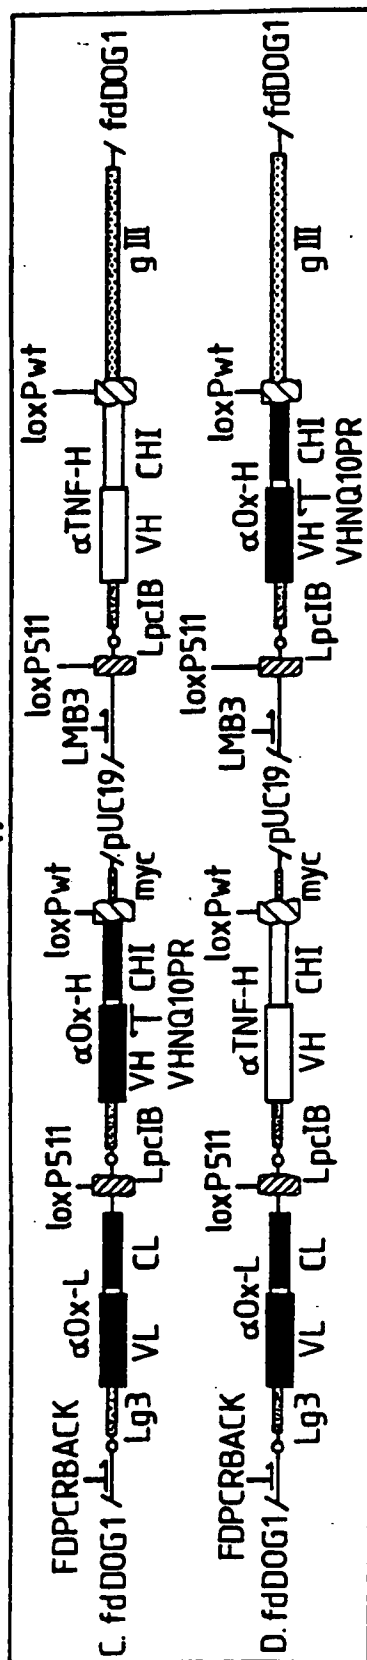 loxP511 loxPwt loxP511 loxPwt
FDPCRBACK αOx-L αOx-H LMB3 αTNF-H
C. fdDOG1 pUC19 fdDOG1
Lg3 VL CL LpcIB VH CHI myc LpcIB VH CHI gIII
VHNQ10PR
loxP511 loxPwt loxP511 loxPwt
FDPCRBACK αOx-L αTNF-H LMB3 αOx-H
D. fdDOG1 pUC19 fdDOG1
Lg3 VL CL LpcIB VH CHI myc LpcIB VH CHI gIII
VHNQ10PR